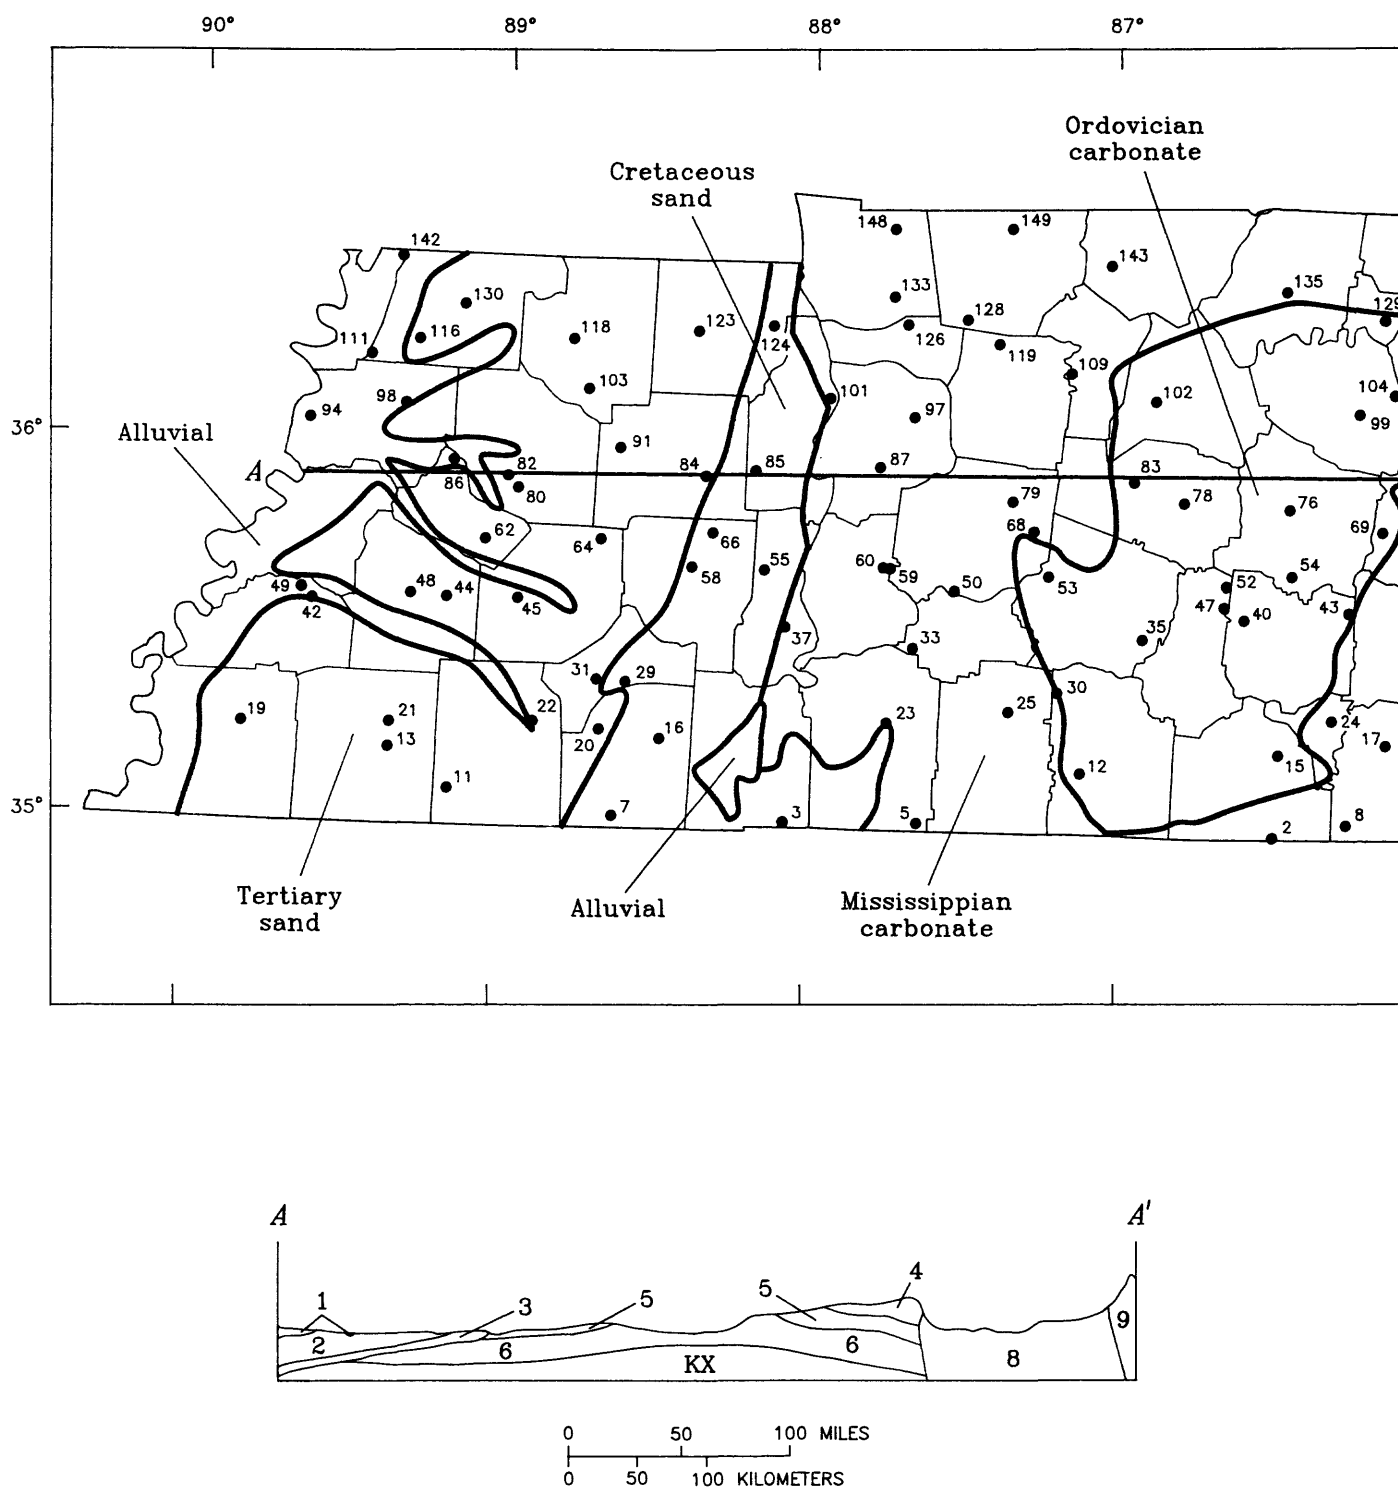 90° 89° 88° 87°
Ordovician
carbonate
Cretaceous
sand
148 149
142 143
130 133 135
128 129
111 116 118 123 124 126 119
109
103 101 104
98 102
94 97 99
36°
Alluvial
91
A 82 84 85 87 83
86 80 79 78 76
62 64 66 68 69
58 55 60 59 53 54
49 48 44 50 52
42 45 47 40 43
37 33 35
31 29 30
19 21 22 25 23 24
13 20 16 17
11 12 15
35° 7 3 5 8
2
Tertiary
sand
Alluvial
Mississippian
carbonate
A A'
4
1 3 5 5
9
2 6 6
KX 8
0 50 100 MILES
0 50 100 KILOMETERS